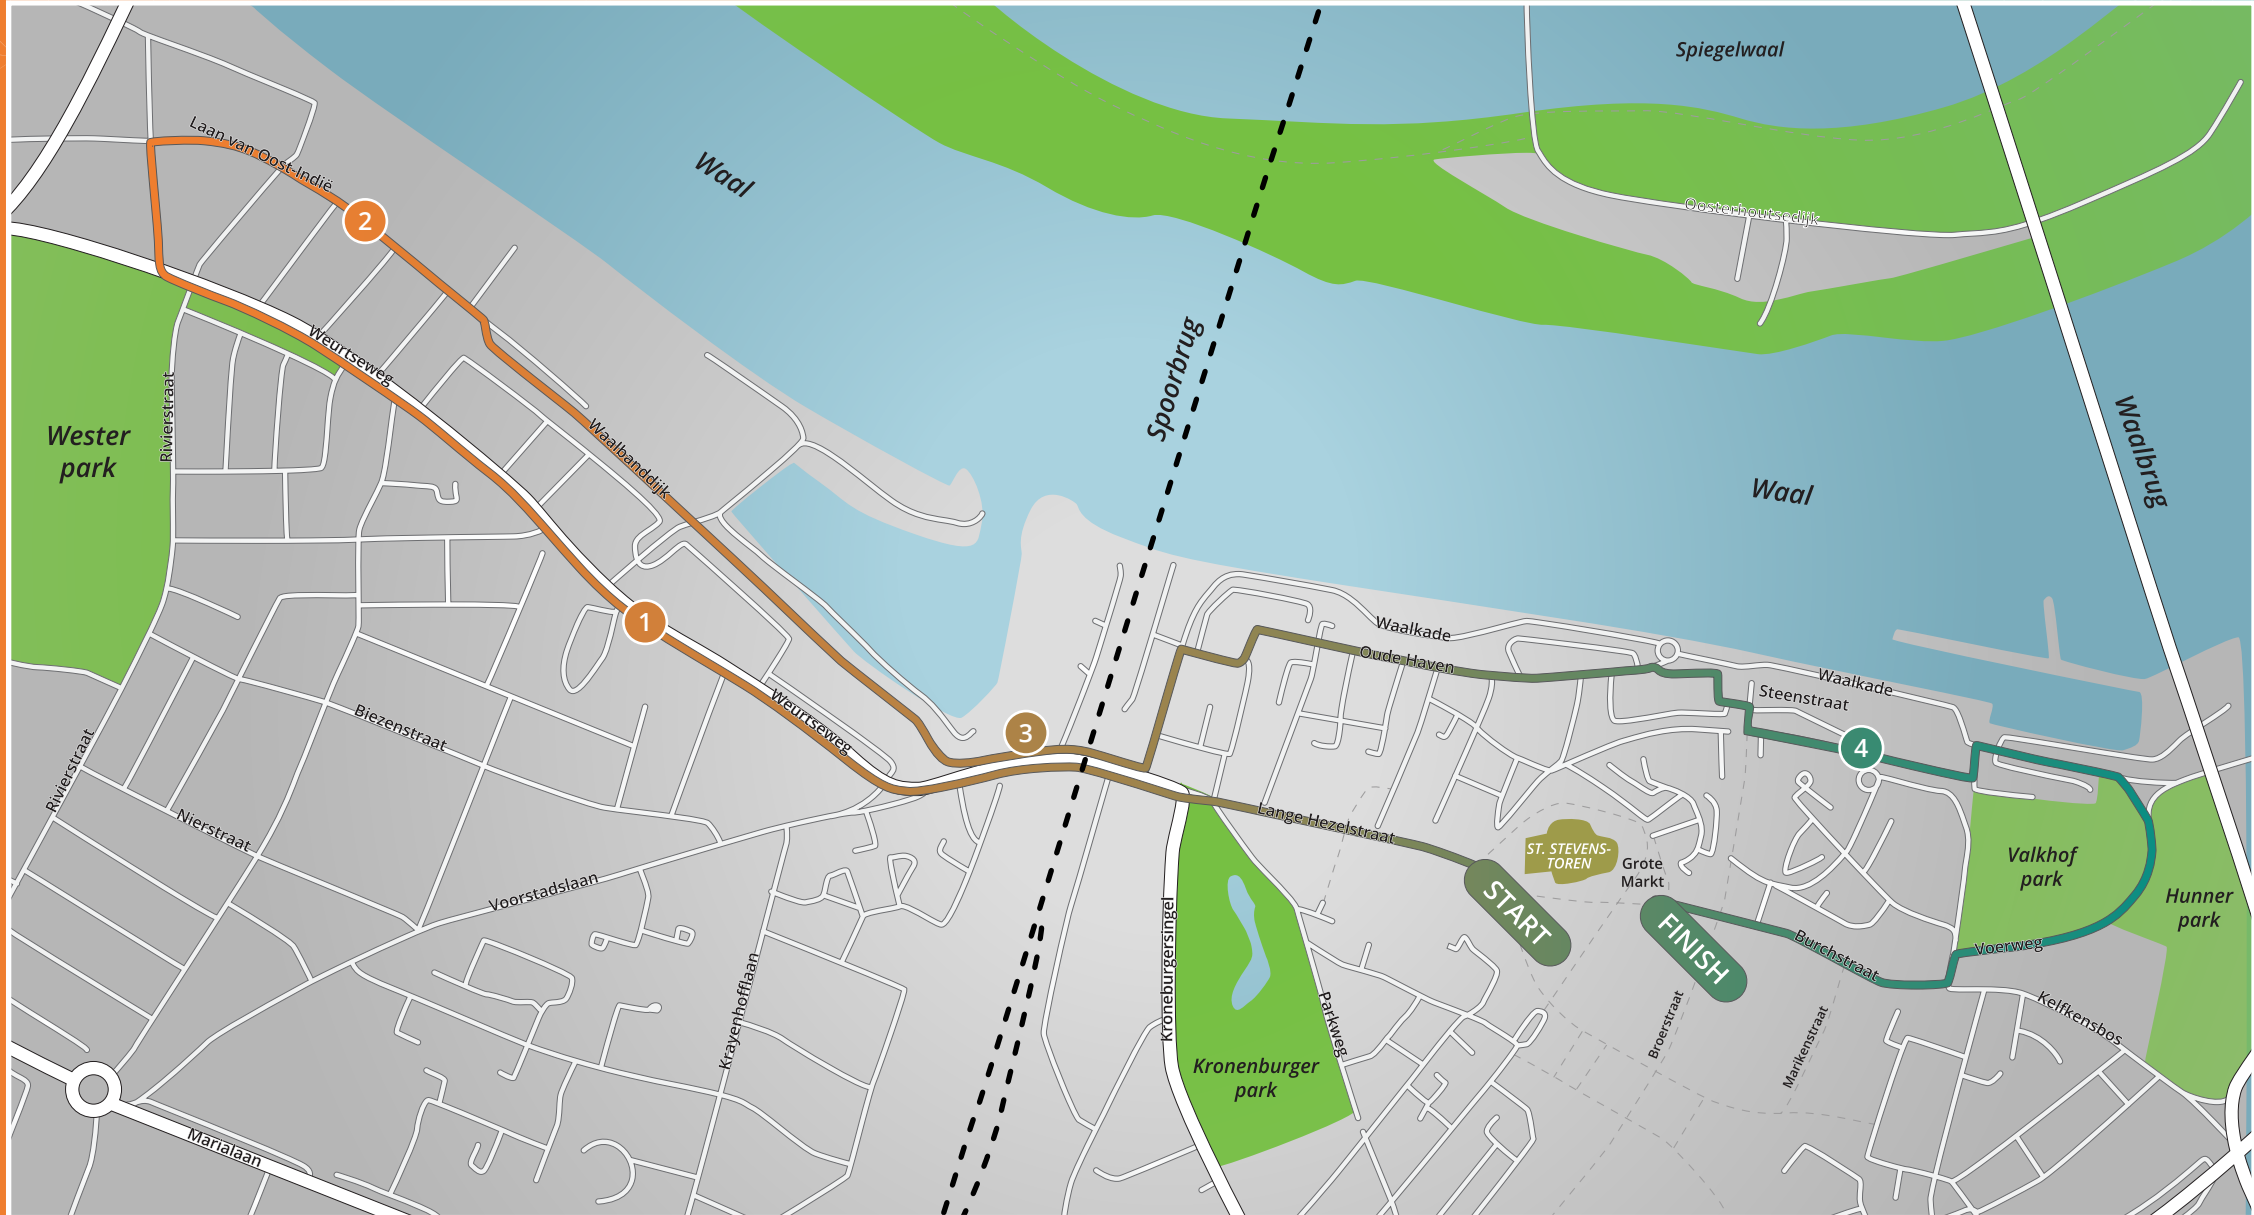 Spiegelwaal
Laan van Oost-Indië
Waal
2
Oosterhoutsedijk
Weurtseweg
Spoorbrug
Rivierstraat
Wester
park
Waalbanddijk
Waalbrug
Waal
1
Waalkade
Oude Haven
Waalkade
Steenstraat
Weurtseweg
Biezenstraat
3
4
Rivierstraat
Nierstraat
Lange Hezelstraat
ST. STEVENS-
TOREN
Grote
Markt
Valkhof
park
Hunner
park
Voorstadslaan
START
FINISH
Burchstraat
Voerweg
Kronenburgersingel
Krayenhofflaan
Parkweg
Broerstraat
Marikenstraat
Kelfkensbos
Kronenburger
park
Marialaan